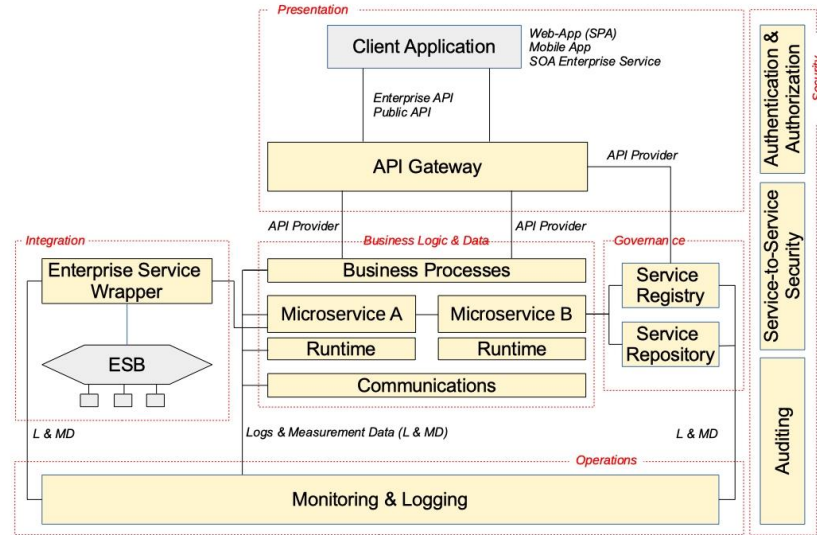 Presentation
Client Application
Web-App (SPA)
Mobile App
SOA Enterprise Service
Enterprise API
Public API
API Gateway
API Provider
API Provider
API Provider
Integration
Enterprise Service
Wrapper
ESB
Business Logic & Data
Business Processes
Microservice A
Microservice B
Runtime
Runtime
Communications
Governance
Service
Registry
Service
Repository
L & MD
Logs & Measurement Data (L & MD)
L & MD
Operations
Monitoring & Logging
Security
Authentication &
Authorization
Service-to-Service
Security
Auditing